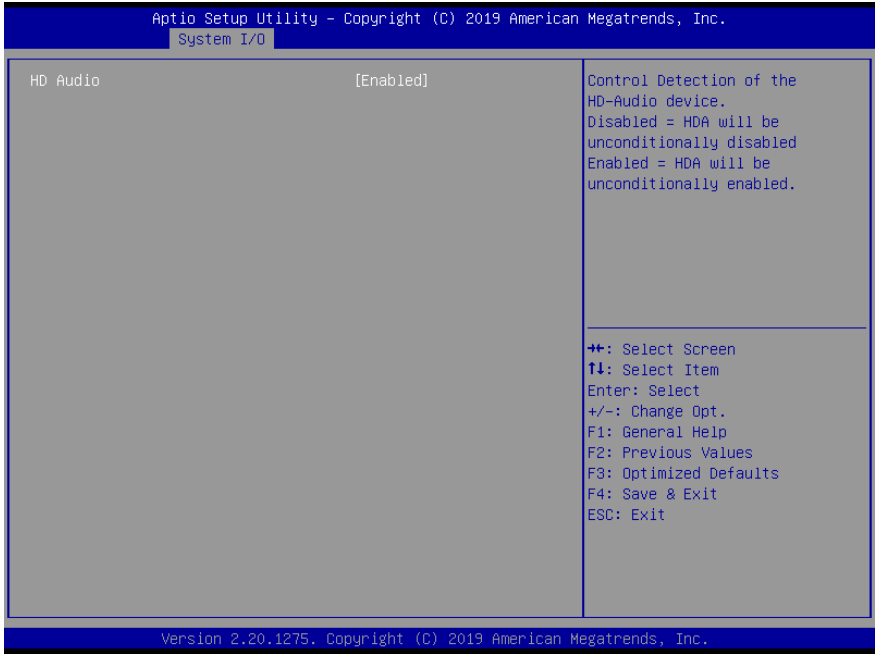 Aptio Setup Utility – Copyright (C) 2019 American Megatrends, Inc.
System I/O
HD Audio [Enabled]
Control Detection of the
HD-Audio device.
Disabled = HDA will be
unconditionally disabled
Enabled = HDA will be
unconditionally enabled.
→←: Select Screen
↑↓: Select Item
Enter: Select
+/-: Change Opt.
F1: General Help
F2: Previous Values
F3: Optimized Defaults
F4: Save & Exit
ESC: Exit
Version 2.20.1275. Copyright (C) 2019 American Megatrends, Inc.